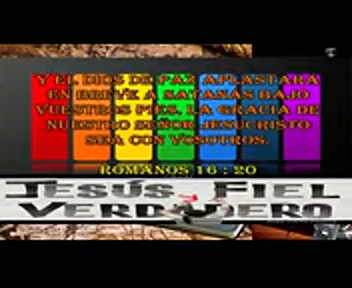 Y EL DIOS DE PAZ APLASTARÁ
EN BREVE A SATANÁS BAJO
VUESTROS PIES. LA GRACIA DE
NUESTRO SEÑOR JESUCRISTO
SEA CON VOSOTROS.
ROMANOS 16 : 20
JESÚS FIEL
VERDADERO